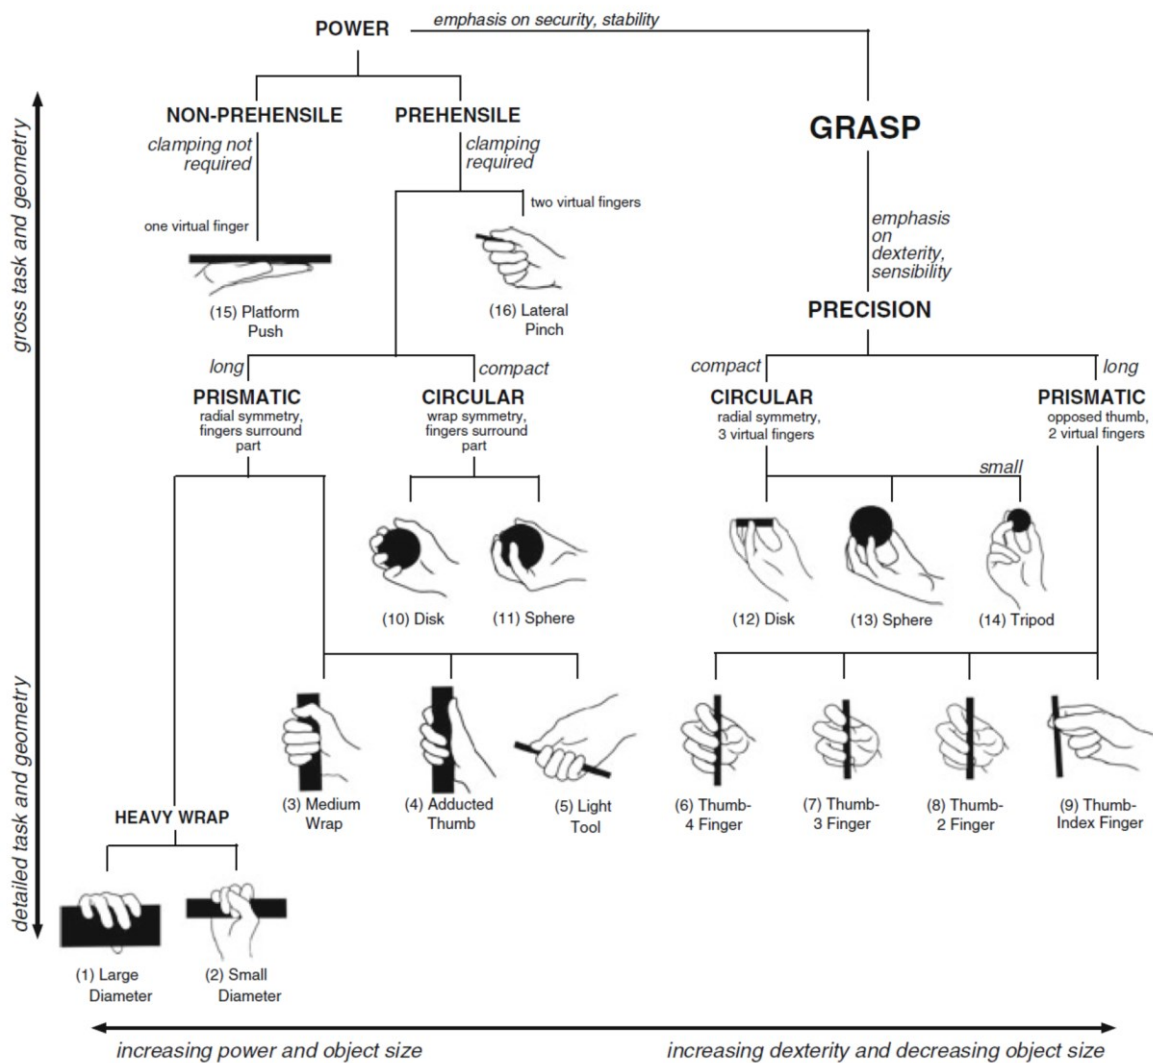 POWER
emphasis on security, stability
NON-PREHENSILE
clamping not
required
PREHENSILE
clamping
required
GRASP
one virtual finger
two virtual fingers
emphasis
on
dexterity,
sensibility
(15) Platform
Push
(16) Lateral
Pinch
PRECISION
long
compact
compact
long
PRISMATIC
radial symmetry,
fingers surround
part
CIRCULAR
wrap symmetry,
fingers surround
part
CIRCULAR
radial symmetry,
3 virtual fingers
PRISMATIC
opposed thumb,
2 virtual fingers
small
(10) Disk
(11) Sphere
(12) Disk
(13) Sphere
(14) Tripod
(3) Medium
Wrap
(4) Adducted
Thumb
(5) Light
Tool
(6) Thumb-
4 Finger
(7) Thumb-
3 Finger
(8) Thumb-
2 Finger
(9) Thumb-
Index Finger
HEAVY WRAP
(1) Large
Diameter
(2) Small
Diameter
gross task and geometry
detailed task and geometry
increasing power and object size
increasing dexterity and decreasing object size